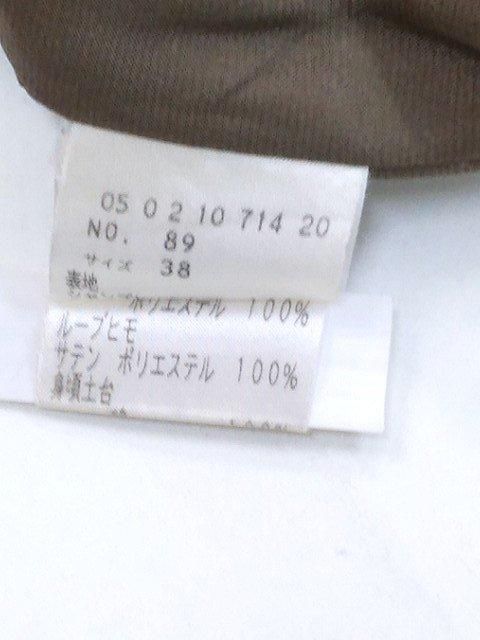 05 0 2 10 714 20
NO. 89
サイズ 38
表地
ポリエステル 100%
ループヒモ
サテン ポリエステル 100%
身頃土台
100%